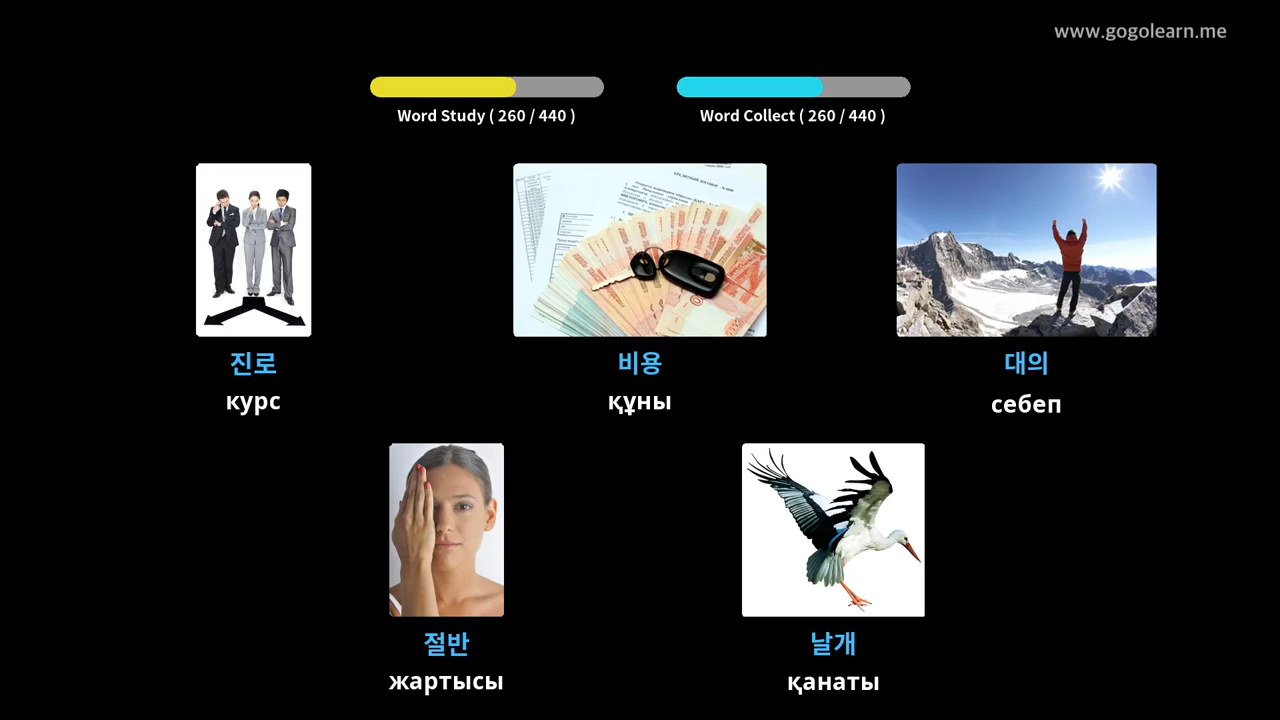 www.gogolearn.me
Word Study ( 260 / 440 )
Word Collect ( 260 / 440 )
진로
курс
비용
құны
대의
себеп
절반
жартысы
날개
қанаты